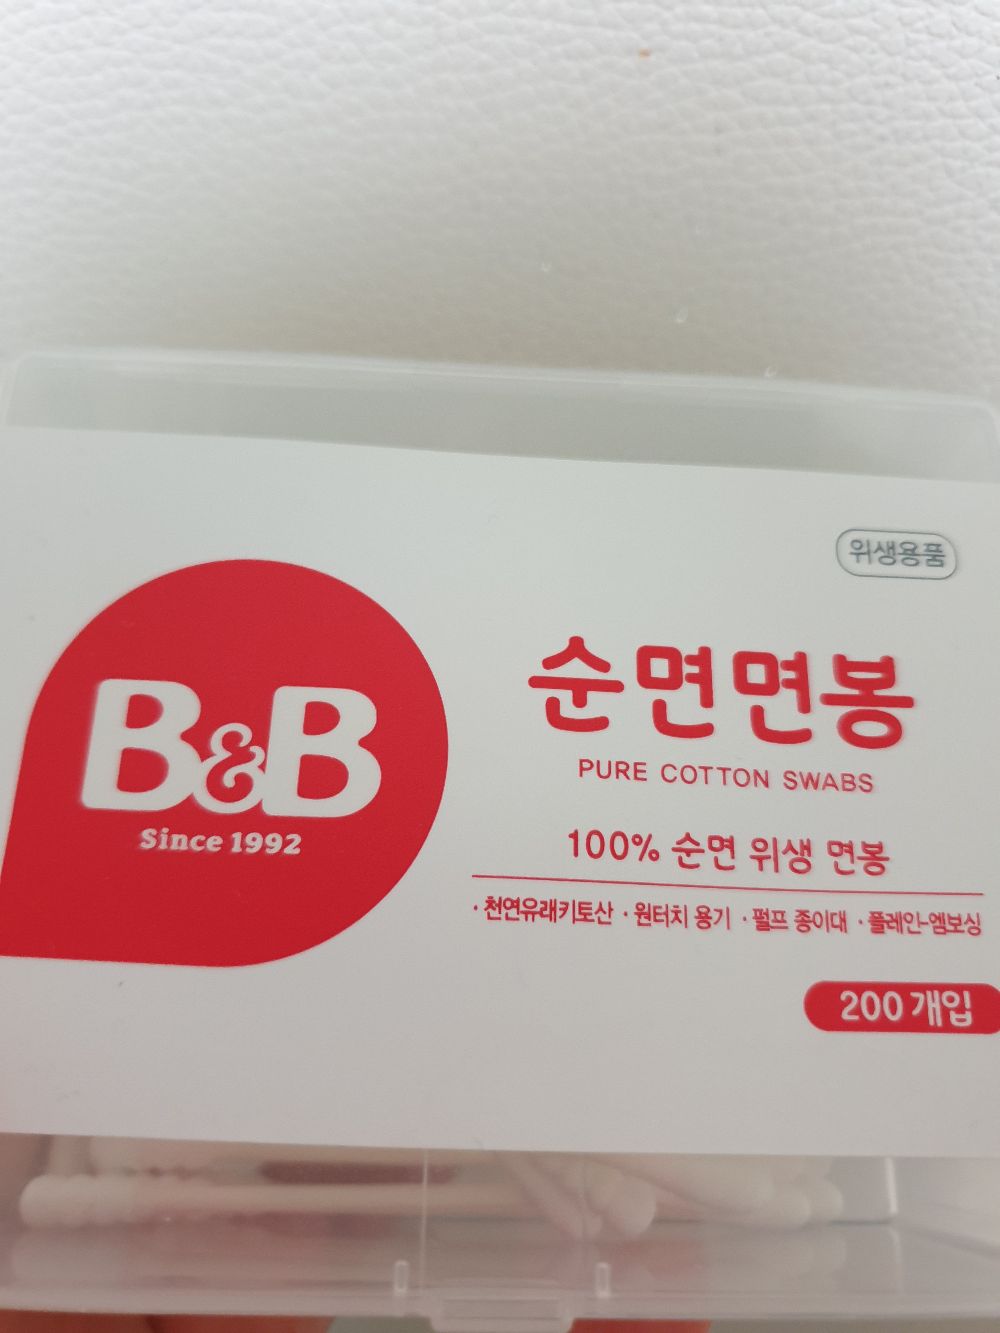 위생용품
B&B
Since 1992
순면면봉
PURE COTTON SWABS
100% 순면 위생 면봉
· 천연유래키토산 · 원터치 용기 · 펄프 종이대 · 플레인-엠보싱
200 개입